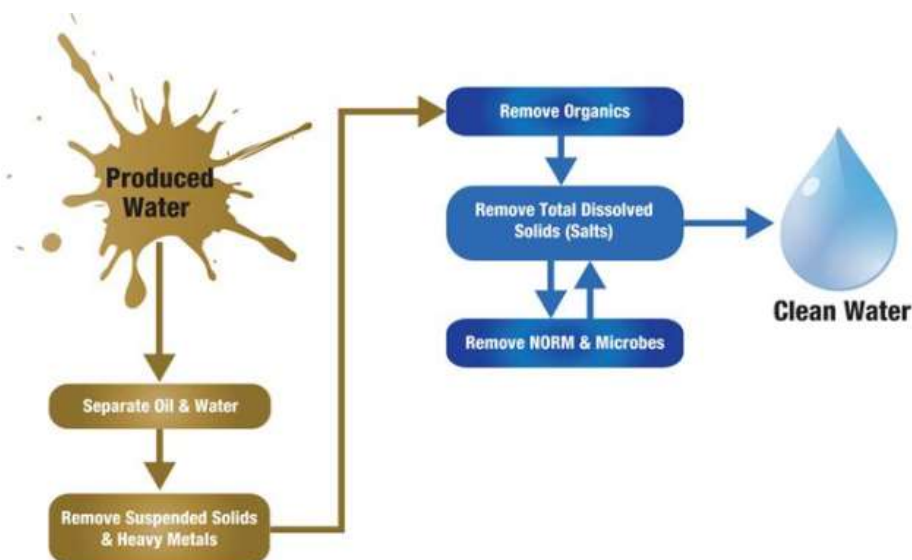 Produced
Water
Separate Oil & Water
Remove Suspended Solids
& Heavy Metals
Remove Organics
Remove Total Dissolved
Solids (Salts)
Remove NORM & Microbes
Clean Water